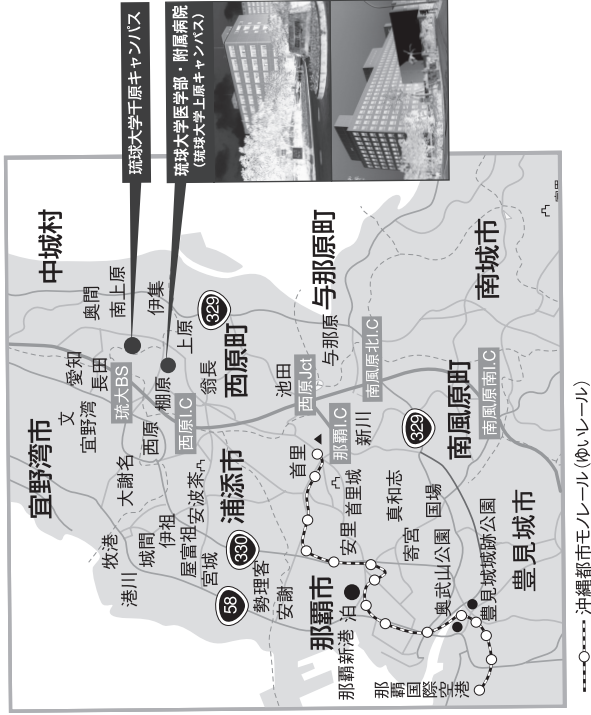 琉球大学千原キャンパス
琉球大学医学部・附属病院
(琉球大学上原キャンパス)
中城村
奥間
南上原
伊集
上原
329
宜野湾市
文
愛知
宜野湾
長田
琉大BS
棚原
翁長
西原町
西原
西原I.C
大謝名
牧港
港川
城間
伊祖
屋富祖
安波茶
宮城
浦添市
330
58
勢理客
安謝
池田
西原Jct
与那原町
与那原
南風原北I.C
那覇I.C
新川
首里
首里城
安里
真和志
国場
寄宮
329
南風原町
南風原南I.C
南城市
那覇市
那覇新港
泊
奥武山公園
豊見城城跡公園
豊見城市
那覇国際空港
沖縄都市モノレール(ゆいレール)